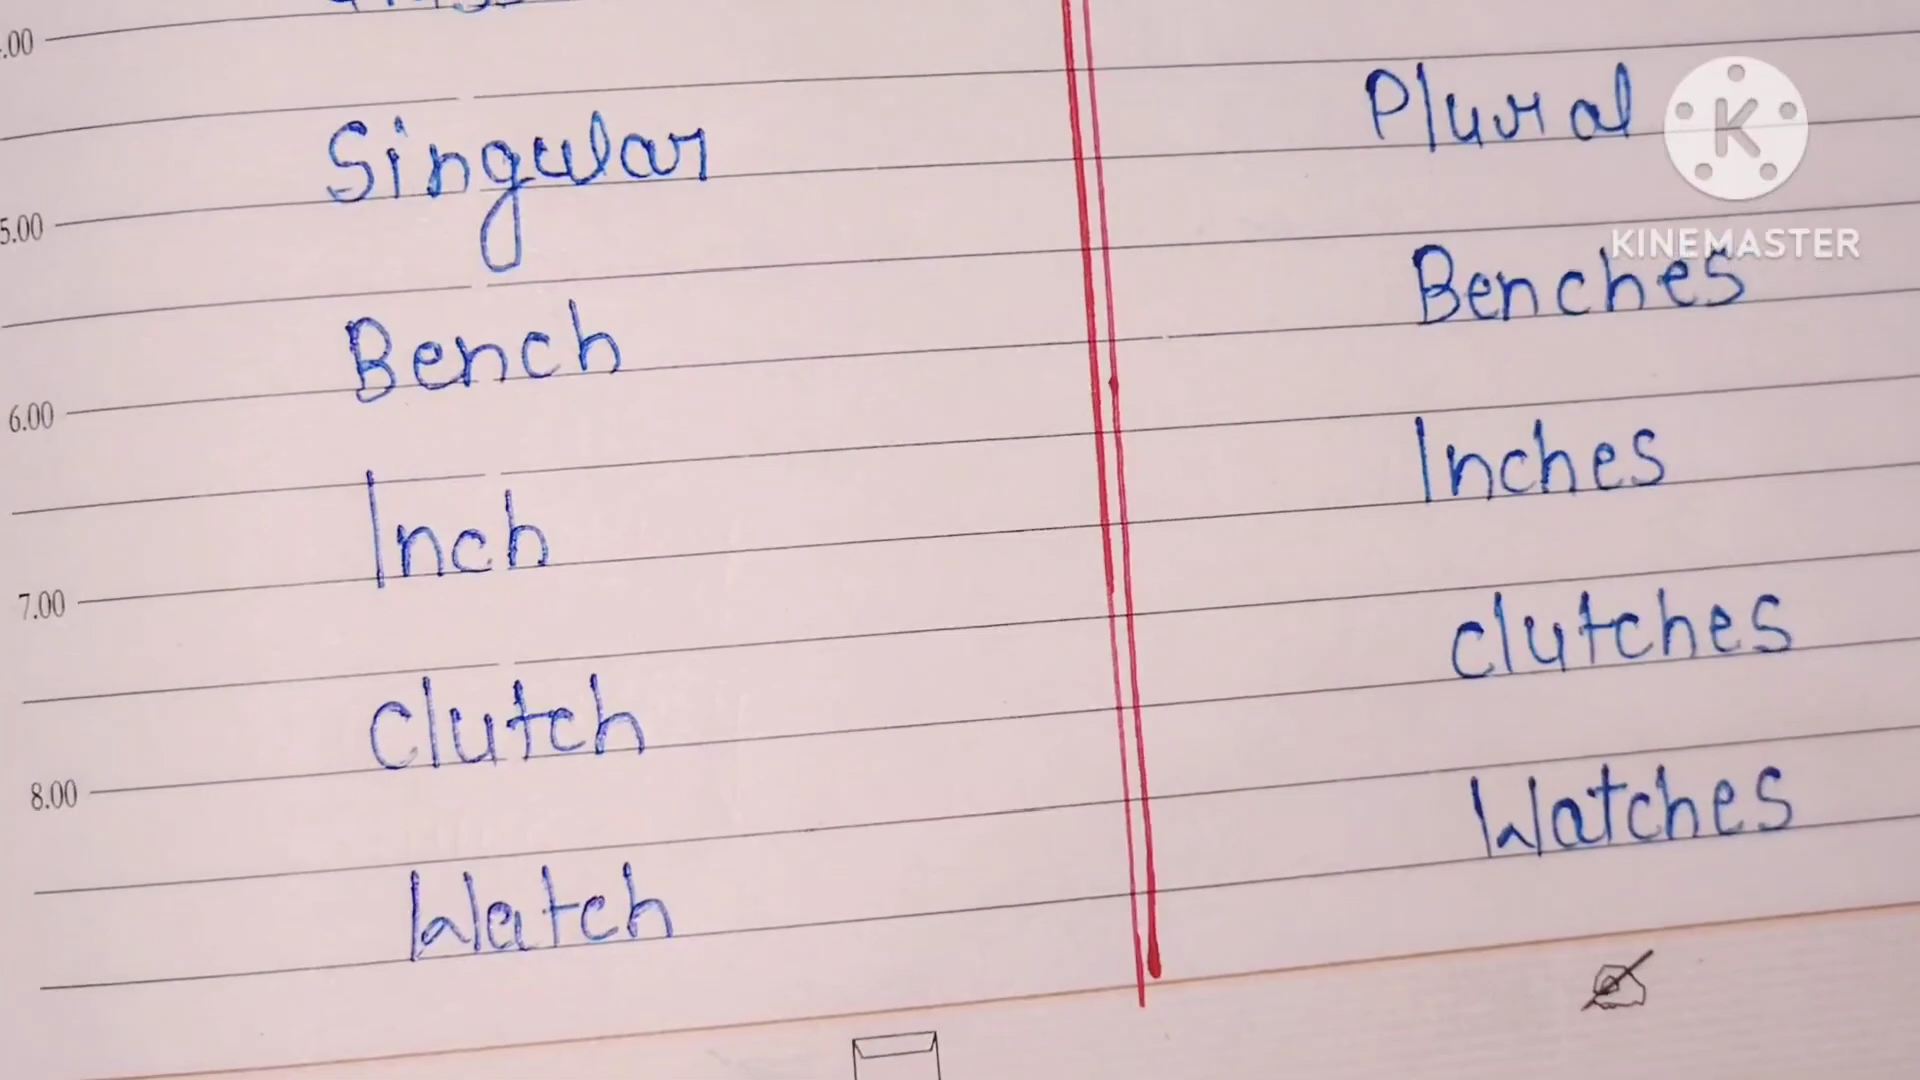 .00
Singular Plural
5.00
Bench Benches
6.00
Inch Inches
7.00
Clutch Clutches
8.00
Watch Watches
K
KINEMASTER